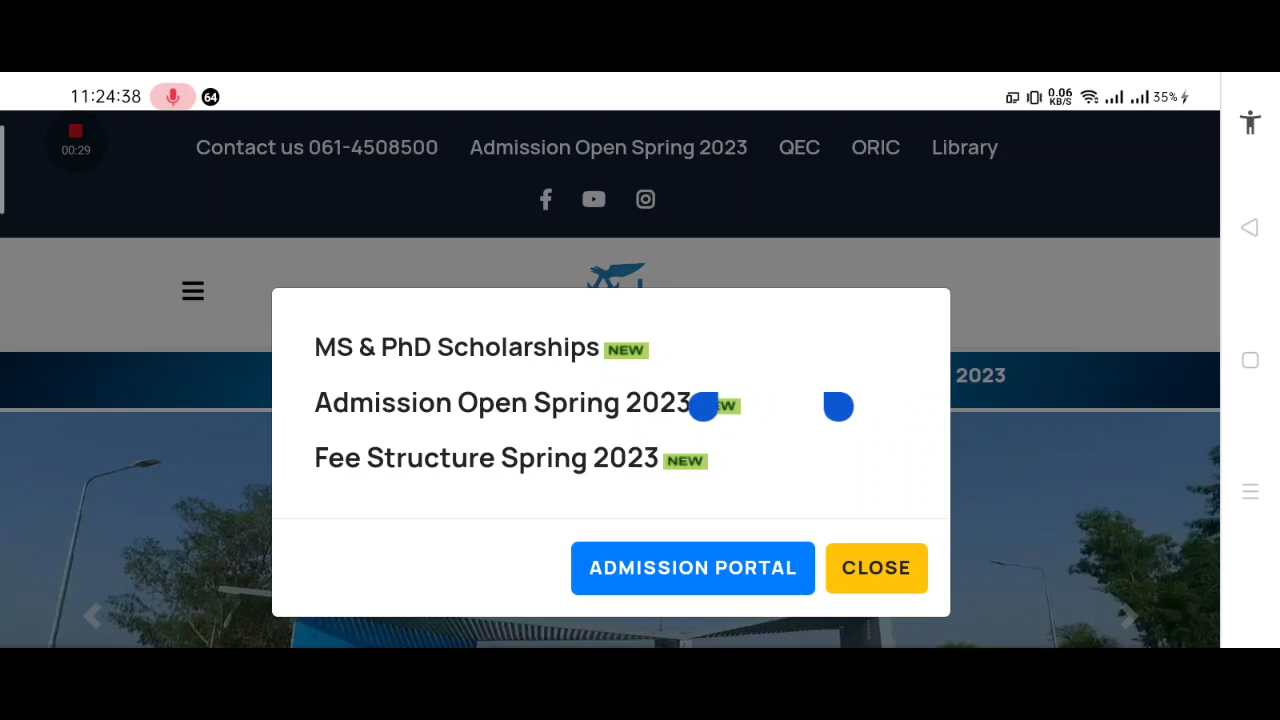 11:24:38
64
0.06
KB/S
35%
00:29
Contact us 061-4508500
Admission Open Spring 2023
QEC
ORIC
Library
MS & PhD Scholarships NEW
Admission Open Spring 2023
2023
Fee Structure Spring 2023 NEW
ADMISSION PORTAL
CLOSE